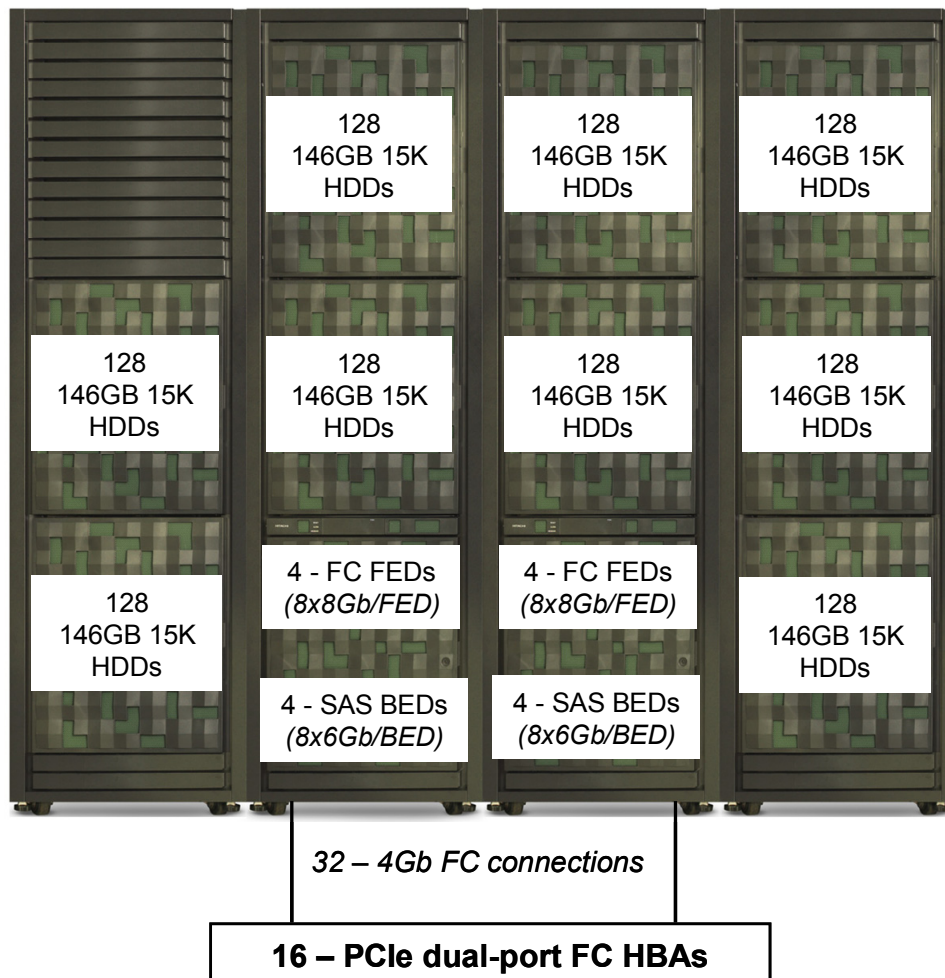 128
146GB 15K
HDDs
128
146GB 15K
HDDs
128
146GB 15K
HDDs
128
146GB 15K
HDDs
128
146GB 15K
HDDs
128
146GB 15K
HDDs
128
146GB 15K
HDDs
4 - FC FEDs
(8x8Gb/FED)
4 - FC FEDs
(8x8Gb/FED)
128
146GB 15K
HDDs
128
146GB 15K
HDDs
4 - SAS BEDs
(8x6Gb/BED)
4 - SAS BEDs
(8x6Gb/BED)
32 – 4Gb FC connections
16 – PCIe dual-port FC HBAs